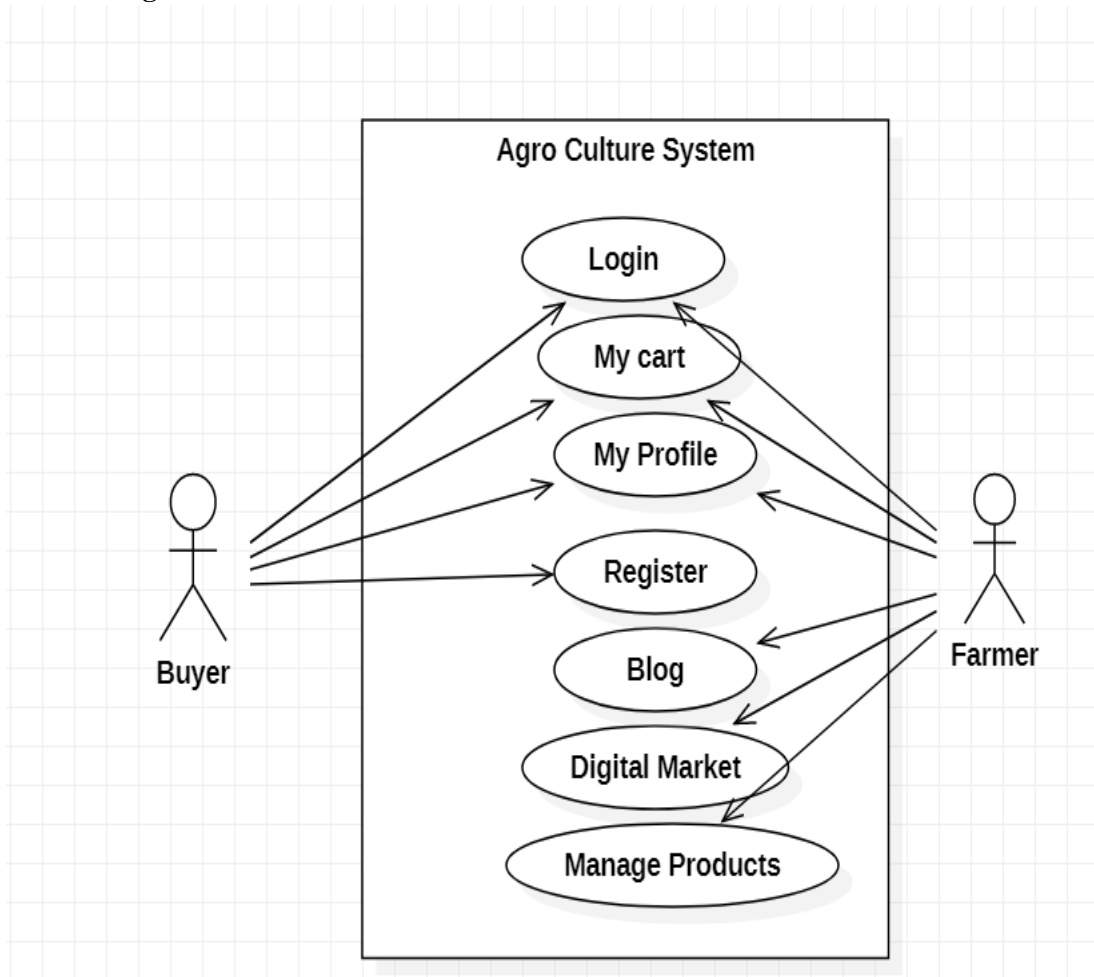 Agro Culture System
Login
My cart
My Profile
Register
Blog
Digital Market
Manage Products
Buyer
Farmer